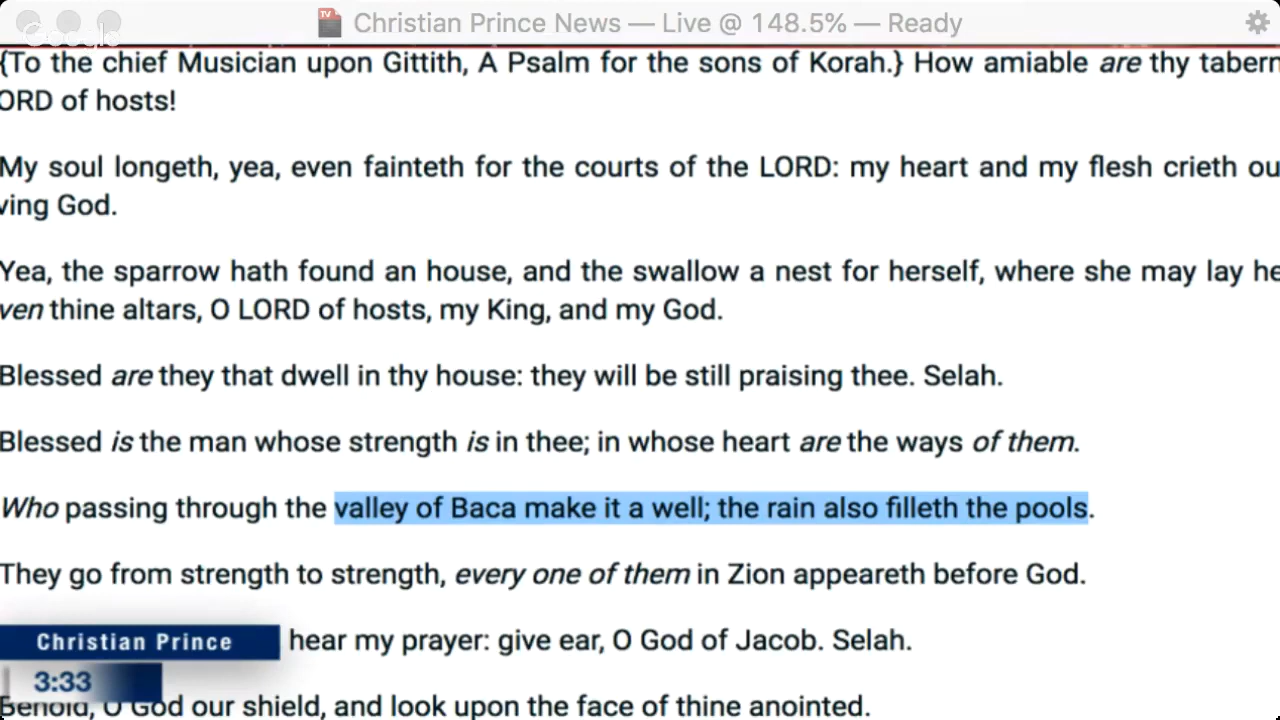 Google
Christian Prince News — Live @ 148.5% — Ready
{To the chief Musician upon Gittith, A Psalm for the sons of Korah.} How amiable are thy tabern
ORD of hosts!
My soul longeth, yea, even fainteth for the courts of the LORD: my heart and my flesh crieth ou
ving God.
Yea, the sparrow hath found an house, and the swallow a nest for herself, where she may lay he
ven thine altars, O LORD of hosts, my King, and my God.
Blessed are they that dwell in thy house: they will be still praising thee. Selah.
Blessed is the man whose strength is in thee; in whose heart are the ways of them.
Who passing through the valley of Baca make it a well; the rain also filleth the pools.
They go from strength to strength, every one of them in Zion appeareth before God.
Christian Prince hear my prayer: give ear, O God of Jacob. Selah.
3:33
Behold, O God our shield, and look upon the face of thine anointed.